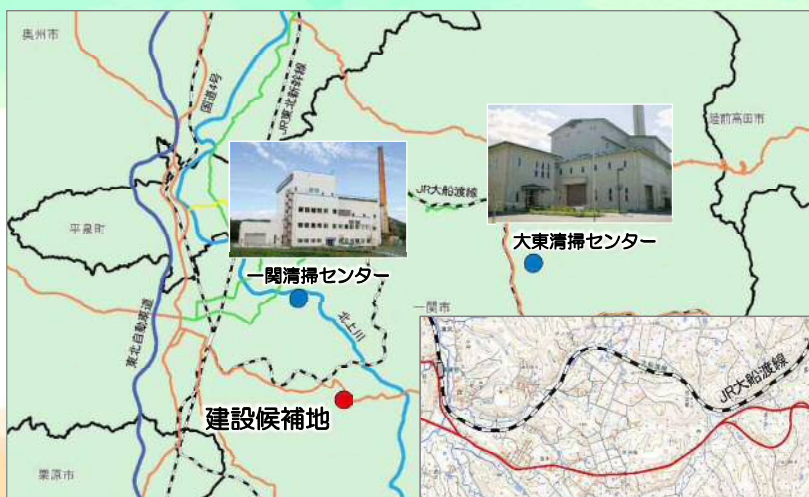 奥州市
国道4号
JR東北新幹線
陸前高田市
JR大船渡線
平泉町
一関清掃センター
大東清掃センター
東北自動車道
北上川
一関市
建設候補地
JR大船渡線
栗原市